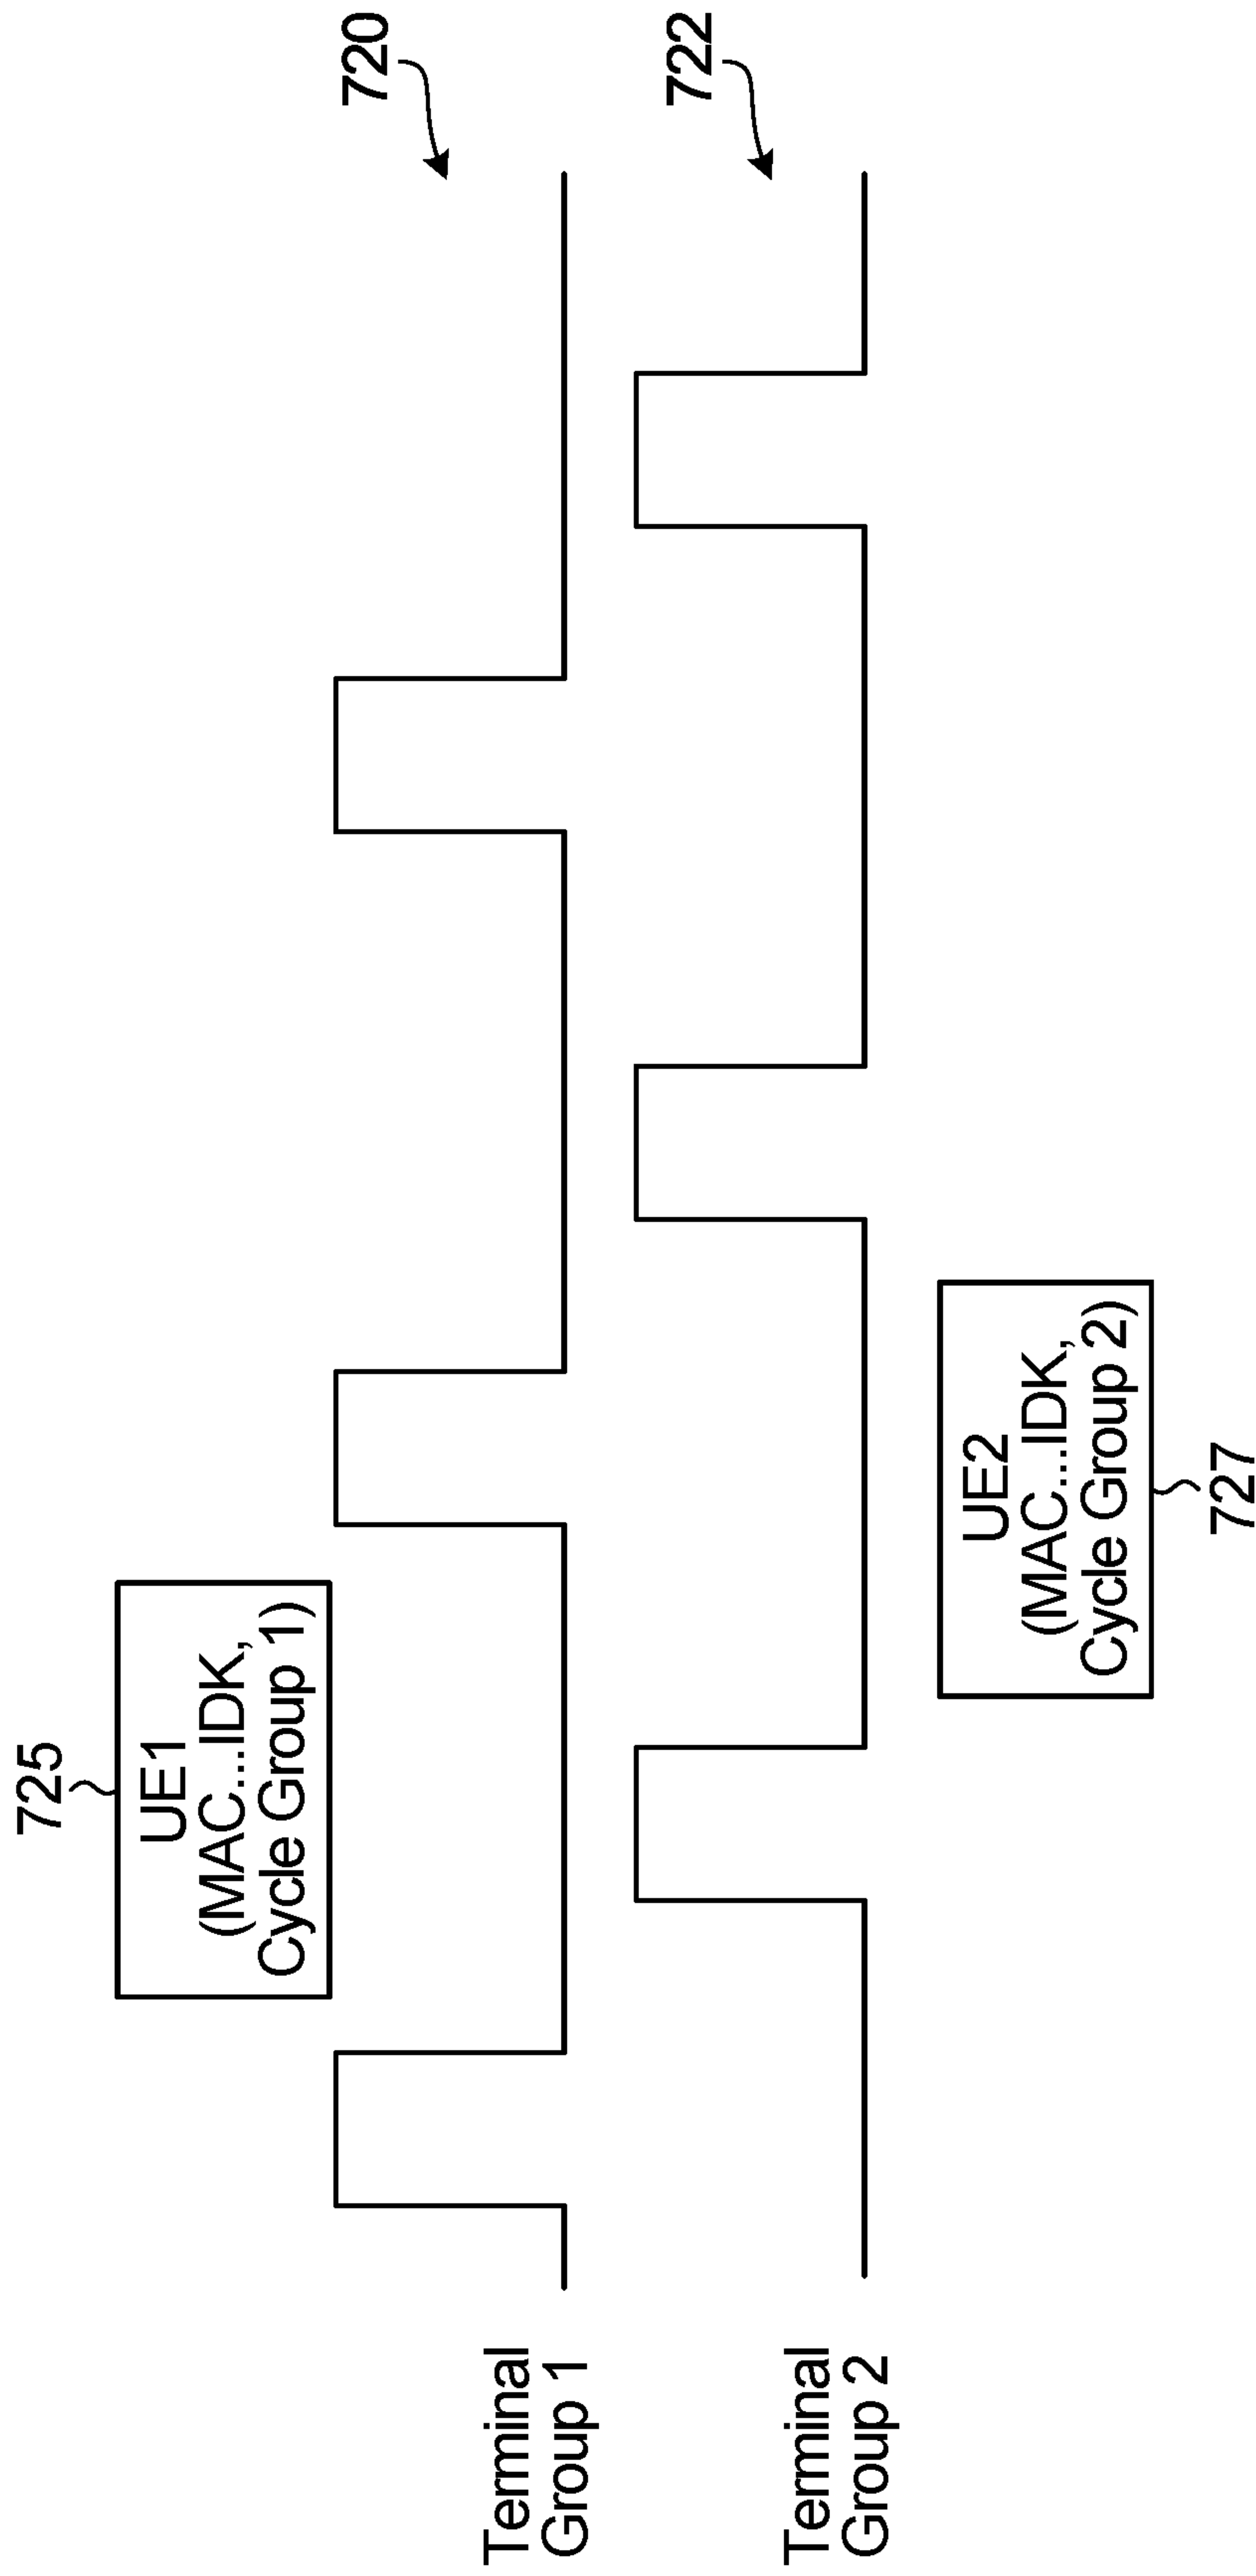 725
UE1
(MAC...IDK,
Cycle Group 1)
720
Terminal
Group 1
722
Terminal
Group 2
UE2
(MAC....IDK,
Cycle Group 2)
727